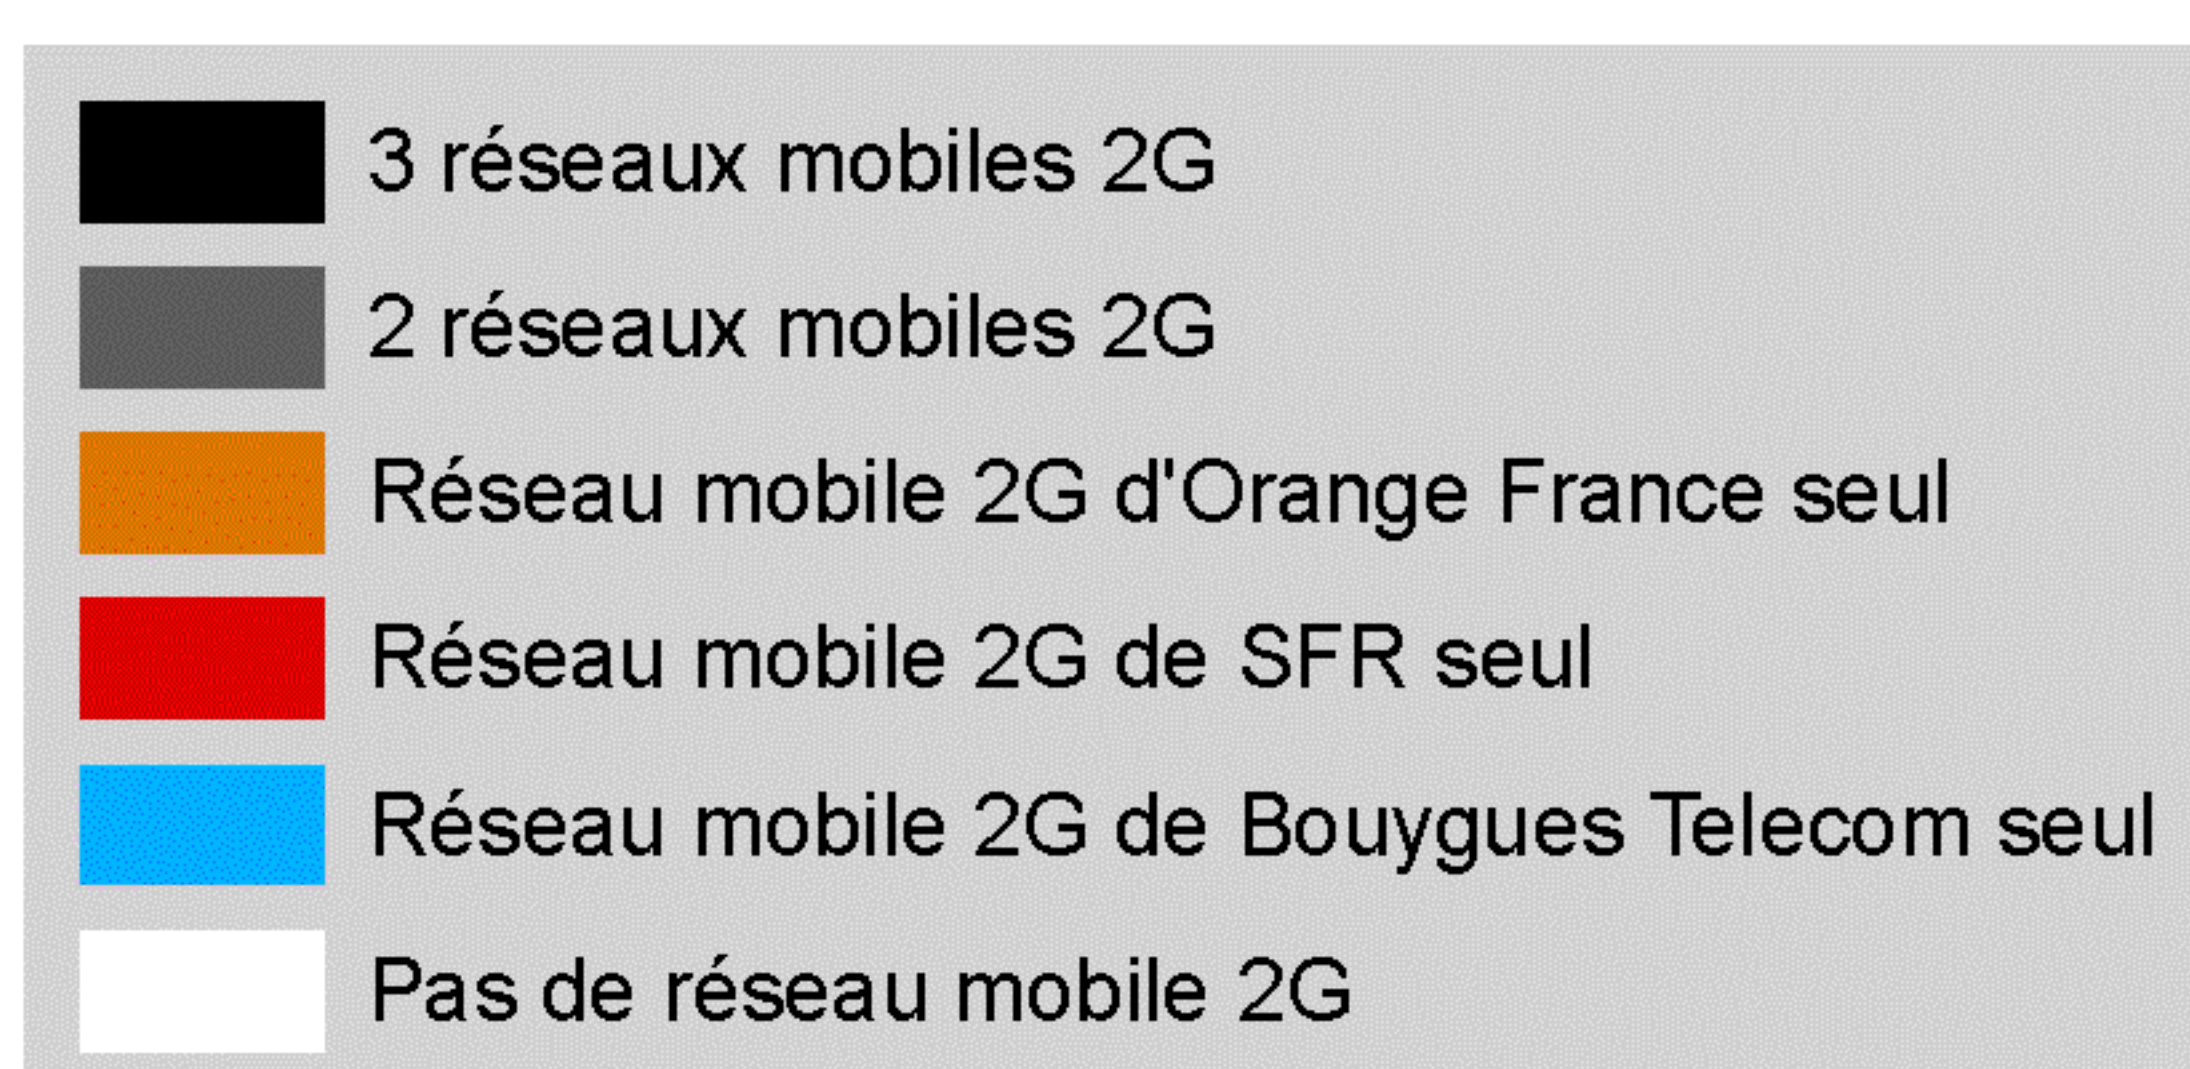 3 réseaux mobiles 2G
2 réseaux mobiles 2G
Réseau mobile 2G d'Orange France seul
Réseau mobile 2G de SFR seul
Réseau mobile 2G de Bouygues Telecom seul
Pas de réseau mobile 2G